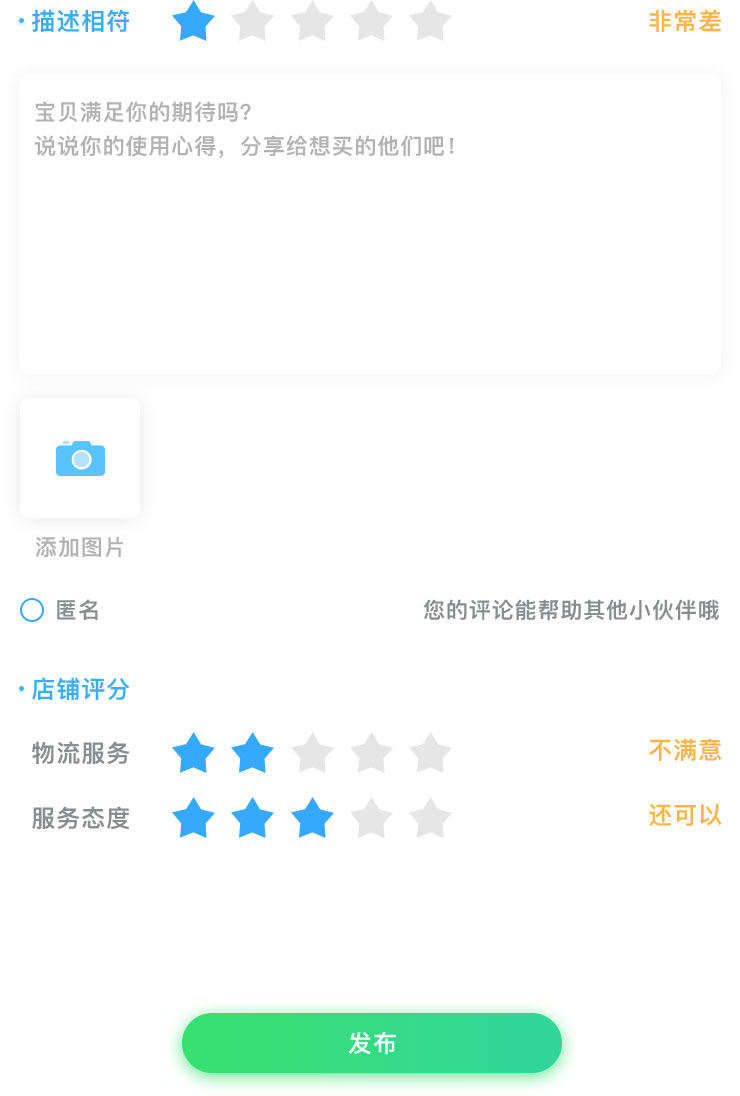 描述相符
非常差
宝贝满足你的期待吗?
说说你的使用心得，分享给想买的他们吧!
添加图片
匿名
您的评论能帮助其他小伙伴哦
店铺评分
物流服务
不满意
服务态度
还可以
发布